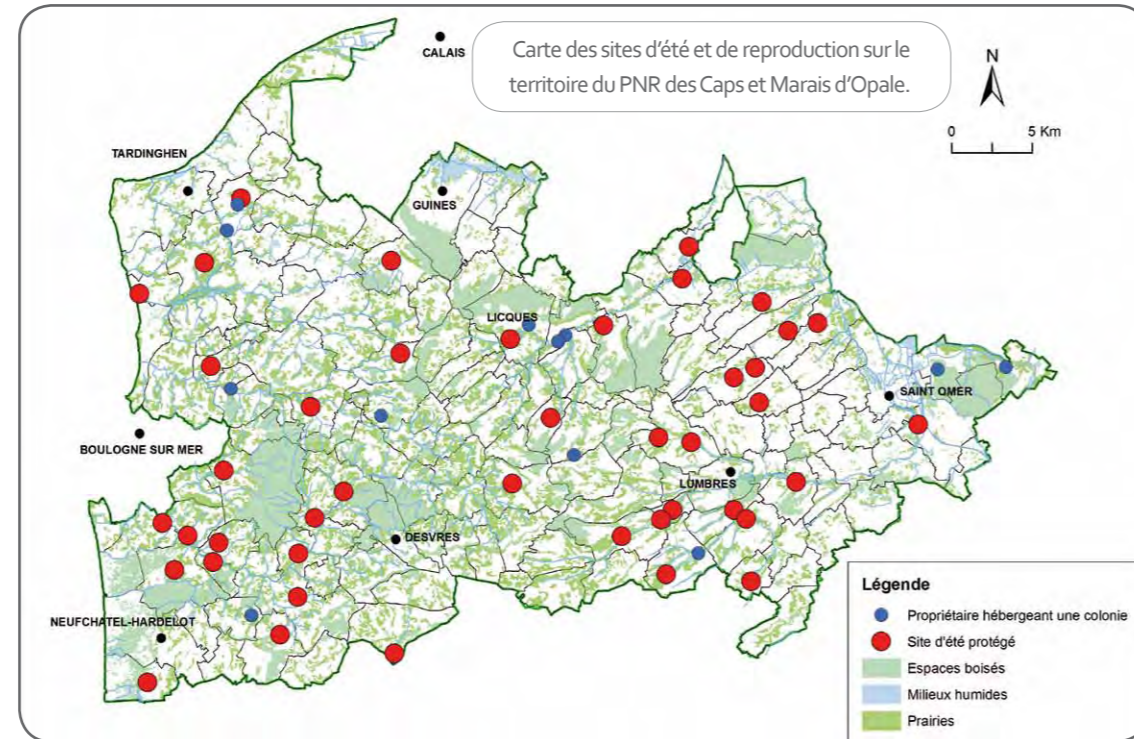 Carte des sites d'été et de reproduction sur le
territoire du PNR des Caps et Marais d'Opale.
N
0 5 Km
CALAIS
TARDINGHEN
GUINES
LICQUES
SAINT OMER
BOULOGNE SUR MER
LUMBRES
DESVRES
NEUFCHATEL-HARDELOT
Légende
Propriétaire hébergeant une colonie
Site d'été protégé
Espaces boisés
Milieux humides
Prairies